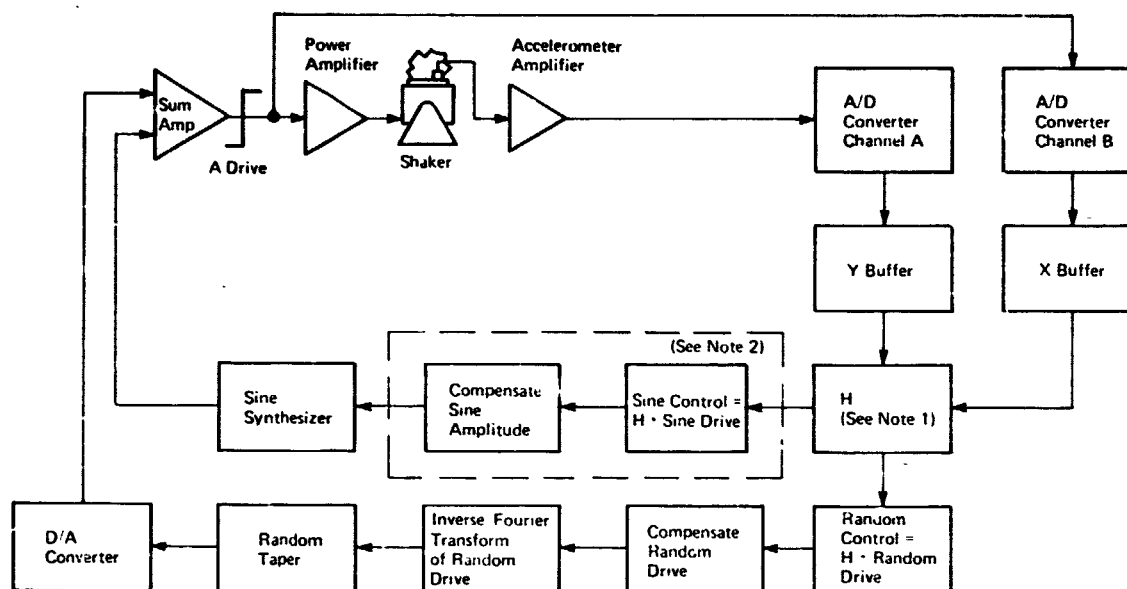 Power
Amplifier
Accelerometer
Amplifier
Sum
Amp
A Drive
Shaker
A/D
Converter
Channel A
A/D
Converter
Channel B
Y Buffer
X Buffer
(See Note 2)
Sine
Synthesizer
Compensate
Sine
Amplitude
Sine Control =
H · Sine Drive
H
(See Note 1)
D/A
Converter
Random
Taper
Inverse Fourier
Transform
of Random
Drive
Compensate
Random
Drive
Random
Control =
H · Random
Drive